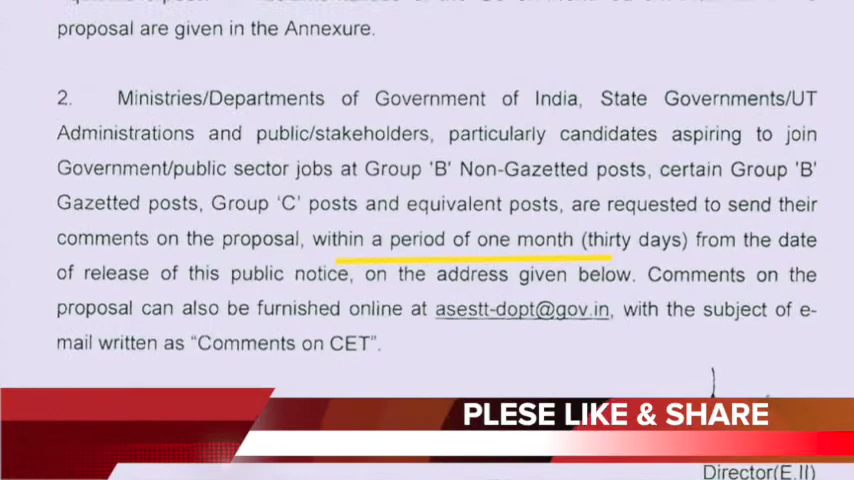 proposal are given in the Annexure.
2. Ministries/Departments of Government of India, State Governments/UT
Administrations and public/stakeholders, particularly candidates aspiring to join
Government/public sector jobs at Group 'B' Non-Gazetted posts, certain Group 'B'
Gazetted posts, Group 'C' posts and equivalent posts, are requested to send their
comments on the proposal, within a period of one month (thirty days) from the date
of release of this public notice, on the address given below. Comments on the
proposal can also be furnished online at asestt-dopt@gov.in, with the subject of e-
mail written as “Comments on CET”.
PLESE LIKE & SHARE
Director(E.II)